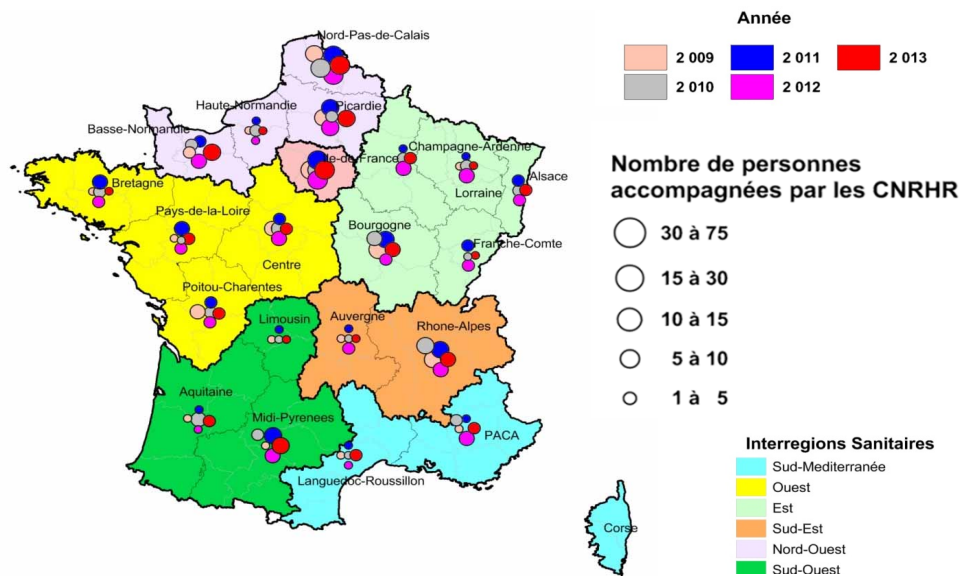 Nord-Pas-de-Calais
Haute-Normandie
Picardie
Basse-Normandie
Ile-de-France
Champagne-Ardenne
Alsace
Lorraine
Bretagne
Pays-de-la-Loire
Bourgogne
Franche-Comte
Centre
Poitou-Charentes
Limousin
Auvergne
Rhone-Alpes
Aquitaine
Midi-Pyrenees
PACA
Languedoc-Roussillon
Corse
Année
2 009 2 011 2 013
2 010 2 012
Nombre de personnes
accompagnées par les CNRHR
30 à 75
15 à 30
10 à 15
5 à 10
1 à 5
Interregions Sanitaires
Sud-Mediterranée
Ouest
Est
Sud-Est
Nord-Ouest
Sud-Ouest